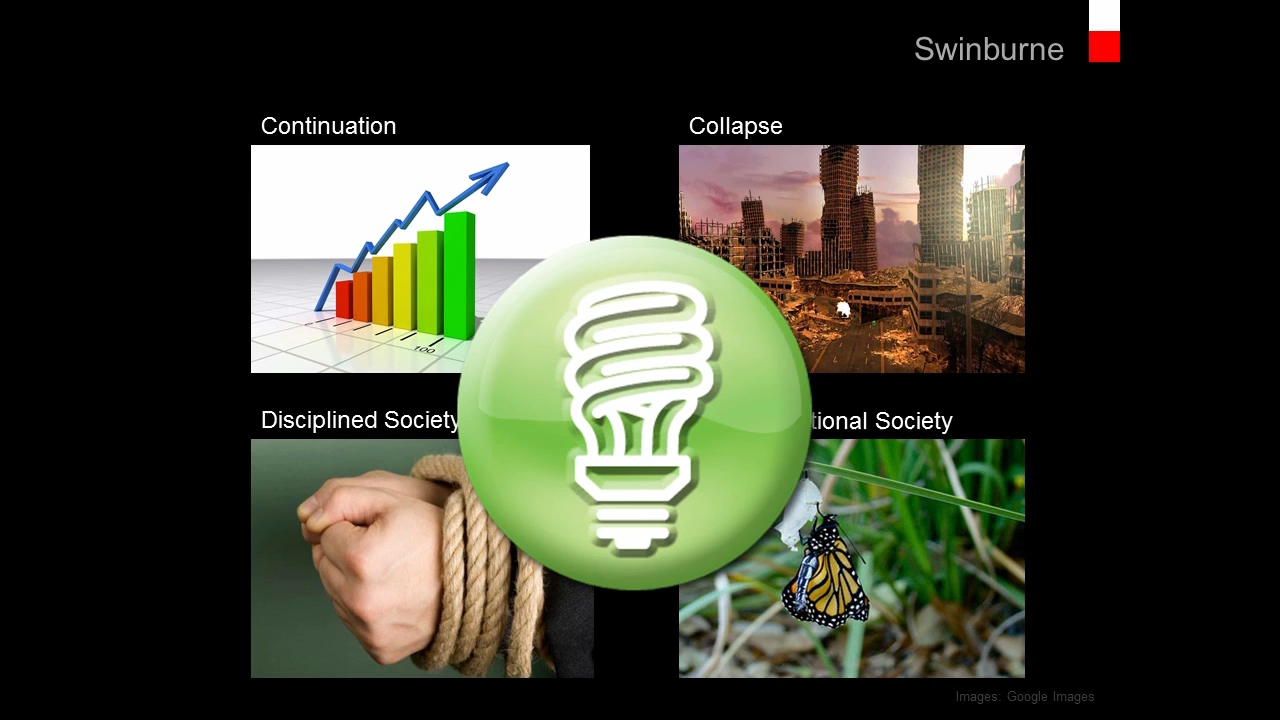 Swinburne
Continuation
Collapse
100
Disciplined Society
tional Society
Images: Google Images